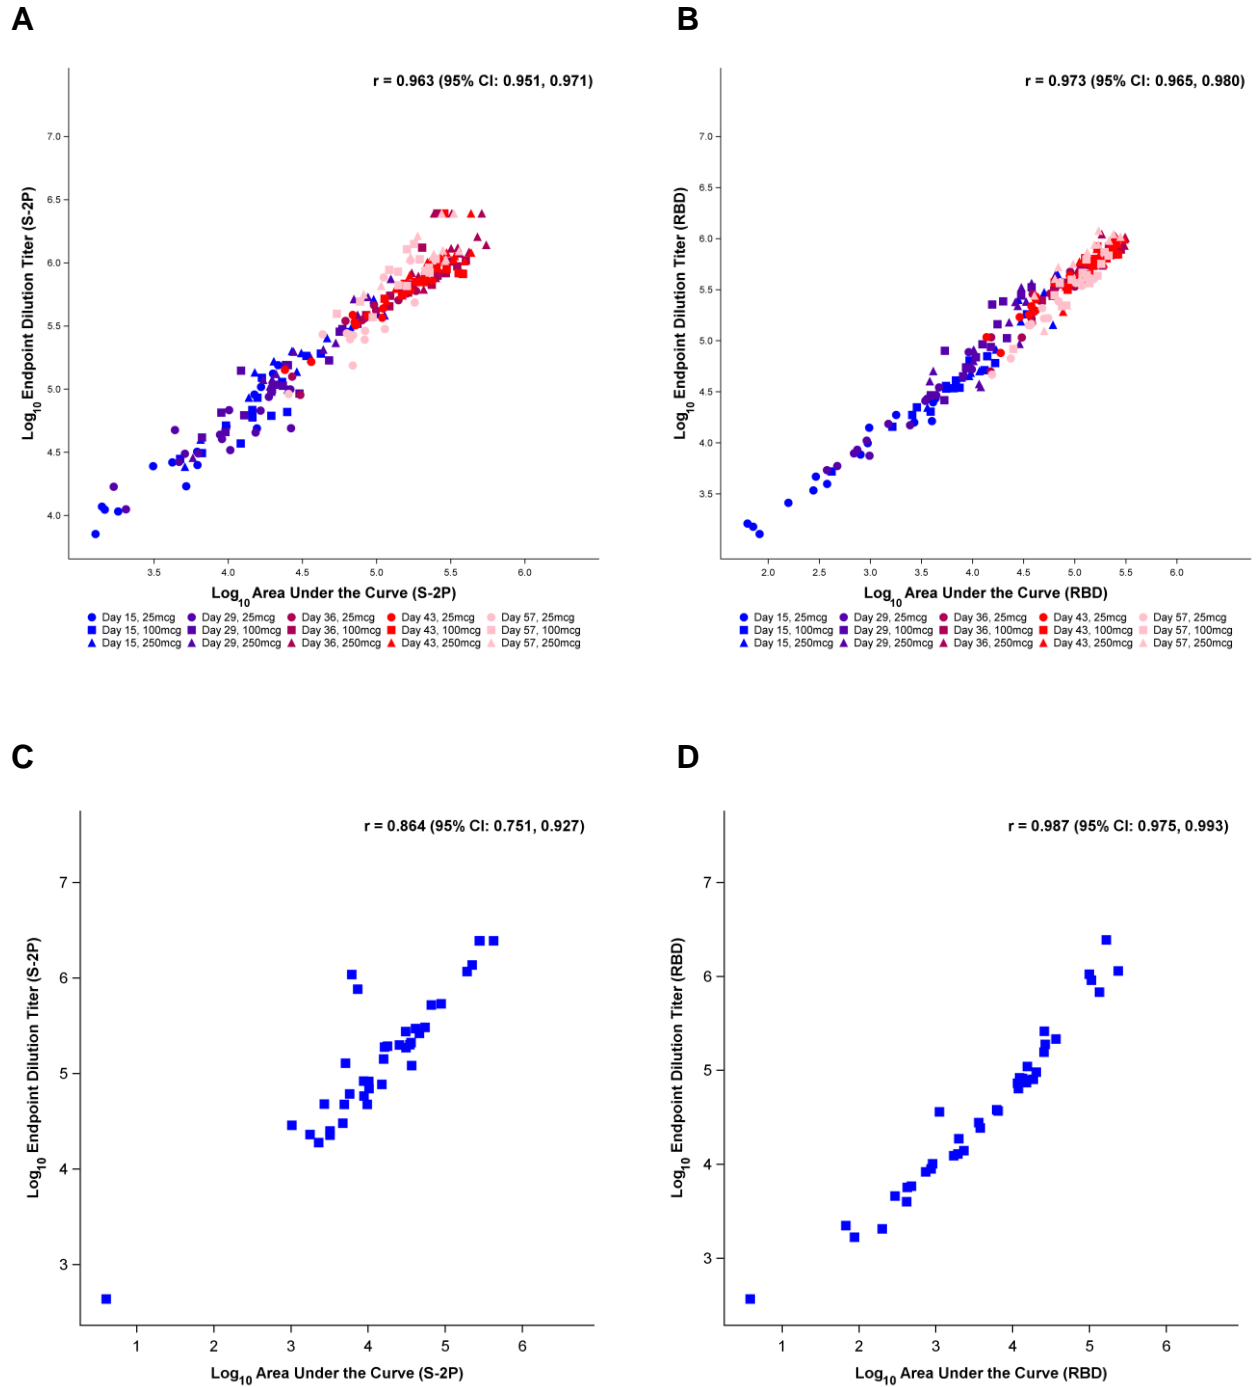 A
r = 0.963 (95% CI: 0.951, 0.971)
Log10 Endpoint Dilution Titer (S-2P)
7.0
6.5
6.0
5.5
5.0
4.5
4.0
3.5 4.0 4.5 5.0 5.5 6.0
Log10 Area Under the Curve (S-2P)
Day 15, 25mcg Day 29, 25mcg Day 36, 25mcg Day 43, 25mcg Day 57, 25mcg
Day 15, 100mcg Day 29, 100mcg Day 36, 100mcg Day 43, 100mcg Day 57, 100mcg
Day 15, 250mcg Day 29, 250mcg Day 36, 250mcg Day 43, 250mcg Day 57, 250mcg
B
r = 0.973 (95% CI: 0.965, 0.980)
Log10 Endpoint Dilution Titer (RBD)
7.0
6.5
6.0
5.5
5.0
4.5
4.0
3.5
2.0 2.5 3.0 3.5 4.0 4.5 5.0 5.5 6.0
Log10 Area Under the Curve (RBD)
Day 15, 25mcg Day 29, 25mcg Day 36, 25mcg Day 43, 25mcg Day 57, 25mcg
Day 15, 100mcg Day 29, 100mcg Day 36, 100mcg Day 43, 100mcg Day 57, 100mcg
Day 15, 250mcg Day 29, 250mcg Day 36, 250mcg Day 43, 250mcg Day 57, 250mcg
C
r = 0.864 (95% CI: 0.751, 0.927)
Log10 Endpoint Dilution Titer (S-2P)
7
6
5
4
3
1 2 3 4 5 6
Log10 Area Under the Curve (S-2P)
D
r = 0.987 (95% CI: 0.975, 0.993)
Log10 Endpoint Dilution Titer (RBD)
7
6
5
4
3
1 2 3 4 5 6
Log10 Area Under the Curve (RBD)